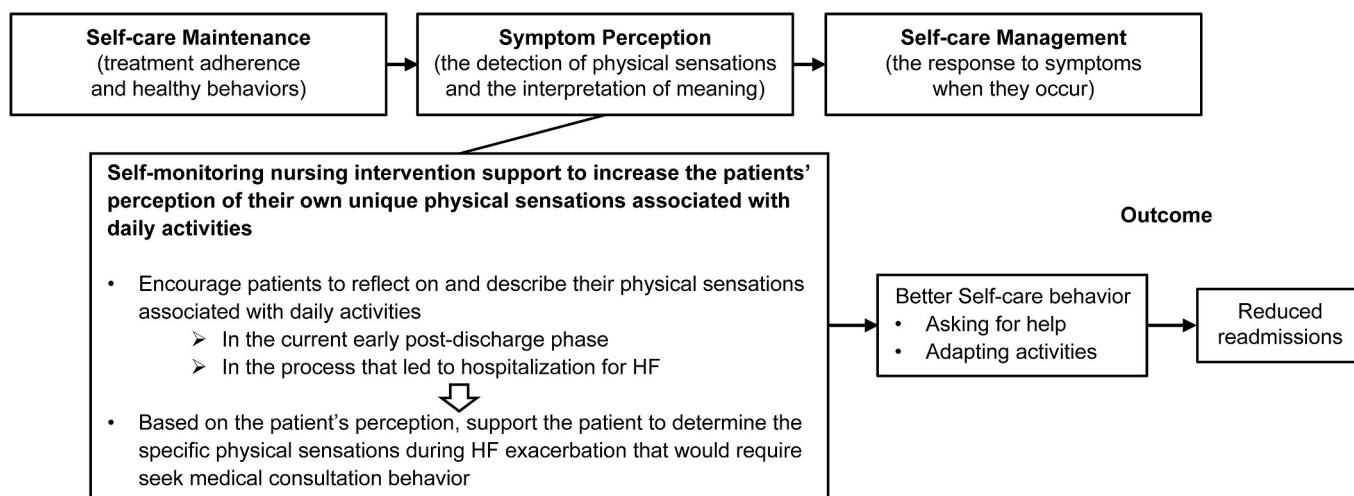 Self-care Maintenance
(treatment adherence
and healthy behaviors)
Symptom Perception
(the detection of physical sensations
and the interpretation of meaning)
Self-care Management
(the response to symptoms
when they occur)
Self-monitoring nursing intervention support to increase the patients’
perception of their own unique physical sensations associated with
daily activities
• Encourage patients to reflect on and describe their physical sensations
associated with daily activities
➢ In the current early post-discharge phase
➢ In the process that led to hospitalization for HF
• Based on the patient’s perception, support the patient to determine the
specific physical sensations during HF exacerbation that would require
seek medical consultation behavior
Outcome
Better Self-care behavior
• Asking for help
• Adapting activities
Reduced
readmissions